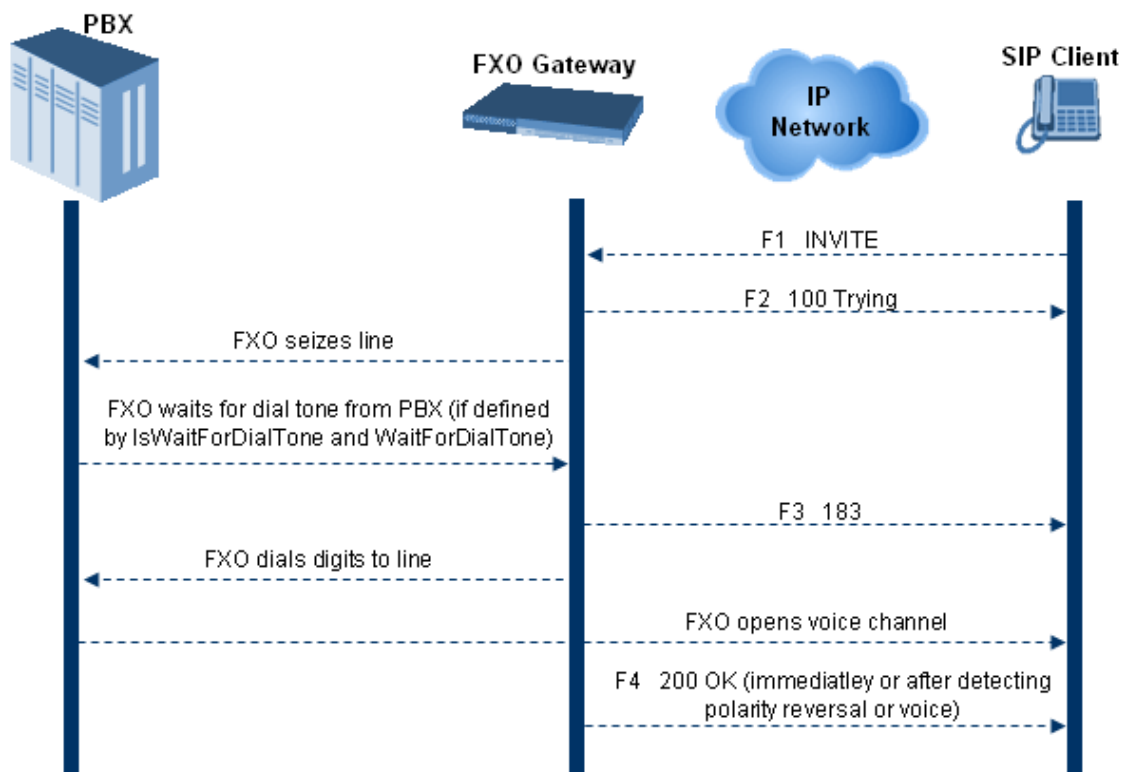 PBX
FXO Gateway
IP
Network
SIP Client
F1 INVITE
F2 100 Trying
FXO seizes line
FXO waits for dial tone from PBX (if defined
by IsWaitForDialTone and WaitForDialTone)
F3 183
FXO dials digits to line
FXO opens voice channel
F4 200 OK (immediatley or after detecting
polarity reversal or voice)